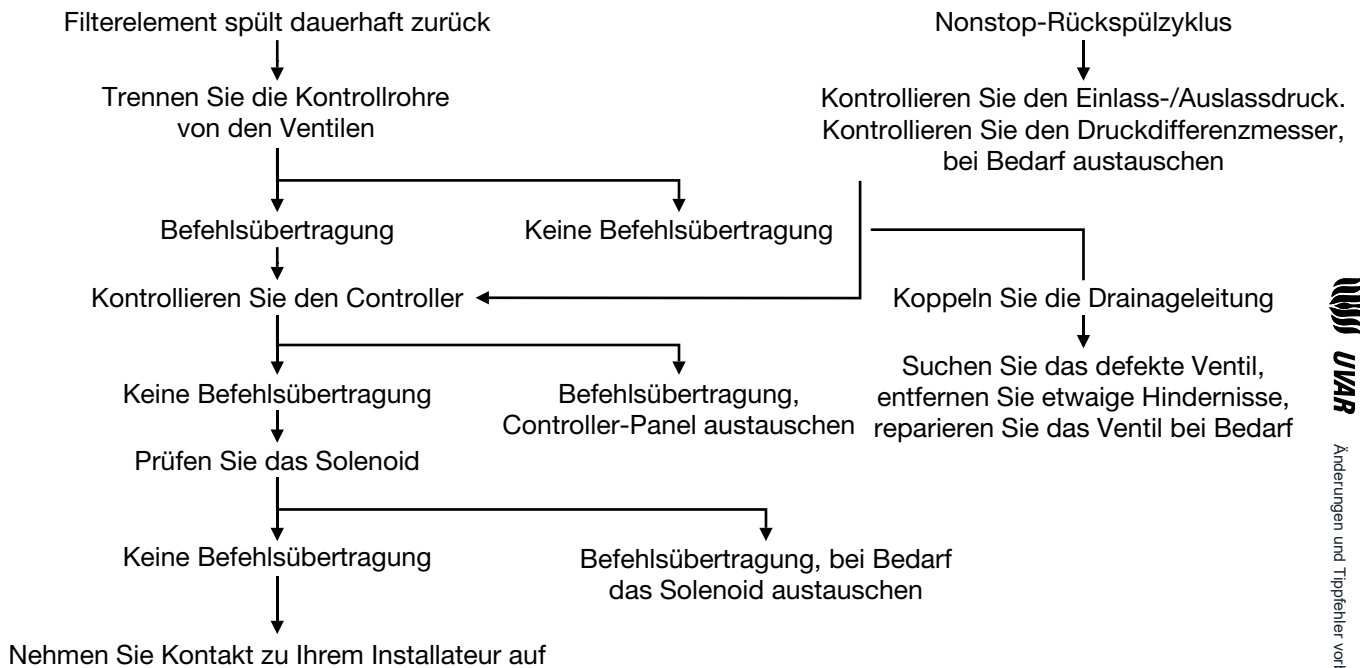 Filterelement spült dauerhaft zurück
Nonstop-Rückspülzyklus
Trennen Sie die Kontrollrohre
von den Ventilen
Kontrollieren Sie den Einlass-/Auslassdruck.
Kontrollieren Sie den Druckdifferenzmesser,
bei Bedarf austauschen
Befehlsübertragung
Keine Befehlsübertragung
Kontrollieren Sie den Controller
Koppeln Sie die Drainageleitung
Keine Befehlsübertragung
Befehlsübertragung,
Controller-Panel austauschen
Suchen Sie das defekte Ventil,
entfernen Sie etwaige Hindernisse,
reparieren Sie das Ventil bei Bedarf
Prüfen Sie das Solenoid
Keine Befehlsübertragung
Befehlsübertragung, bei Bedarf
das Solenoid austauschen
Nehmen Sie Kontakt zu Ihrem Installateur auf
UVAR
Änderungen und Tippfehler